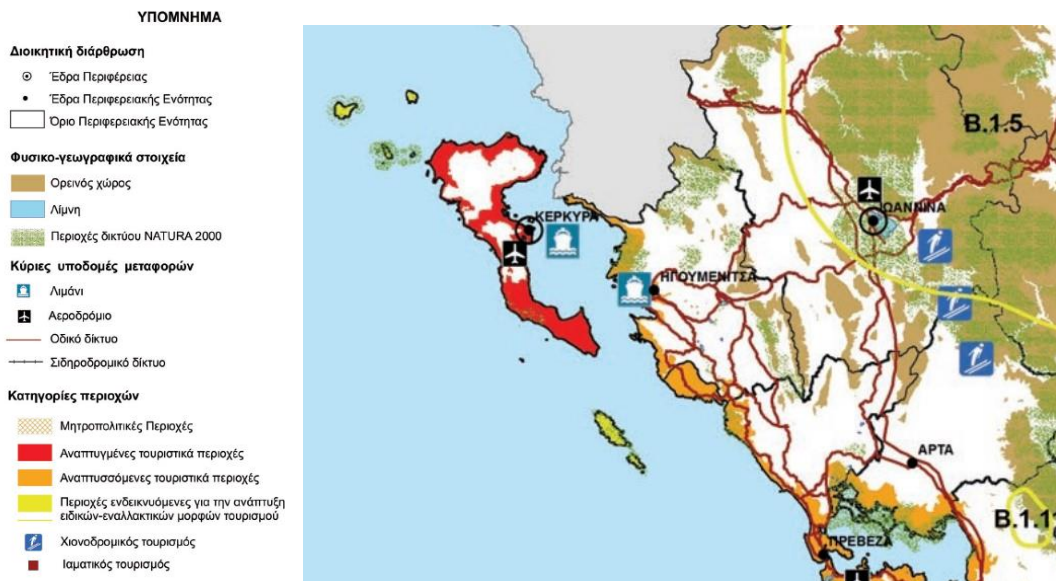 ΥΠΟΜΝΗΜΑ
Διοικητική διάρθρωση
Έδρα Περιφέρειας
Έδρα Περιφερειακής Ενότητας
Όριο Περιφερειακής Ενότητας
Φυσικο-γεωγραφικά στοιχεία
Ορεινός χώρος
Λίμνη
Περιοχές δικτύου NATURA 2000
Κύριες υποδομές μεταφορών
Λιμάνι
Αεροδρόμιο
Οδικό δίκτυο
Σιδηροδρομικό δίκτυο
Κατηγορίες περιοχών
Μητροπολιτικές Περιοχές
Αναπτυγμένες τουριστικά περιοχές
Αναπτυσσόμενες τουριστικά περιοχές
Περιοχές ενδεικνυόμενες για την ανάπτυξη
ειδικών-εναλλακτικών μορφών τουρισμού
Χιονοδρομικός τουρισμός
Ιαματικός τουρισμός
Β.1.5
ΙΩΑΝΝΙΝΑ
ΚΕΡΚΥΡΑ
ΗΓΟΥΜΕΝΙΤΣΑ
ΑΡΤΑ
Β.1.1
ΠΡΕΒΕΖΑ